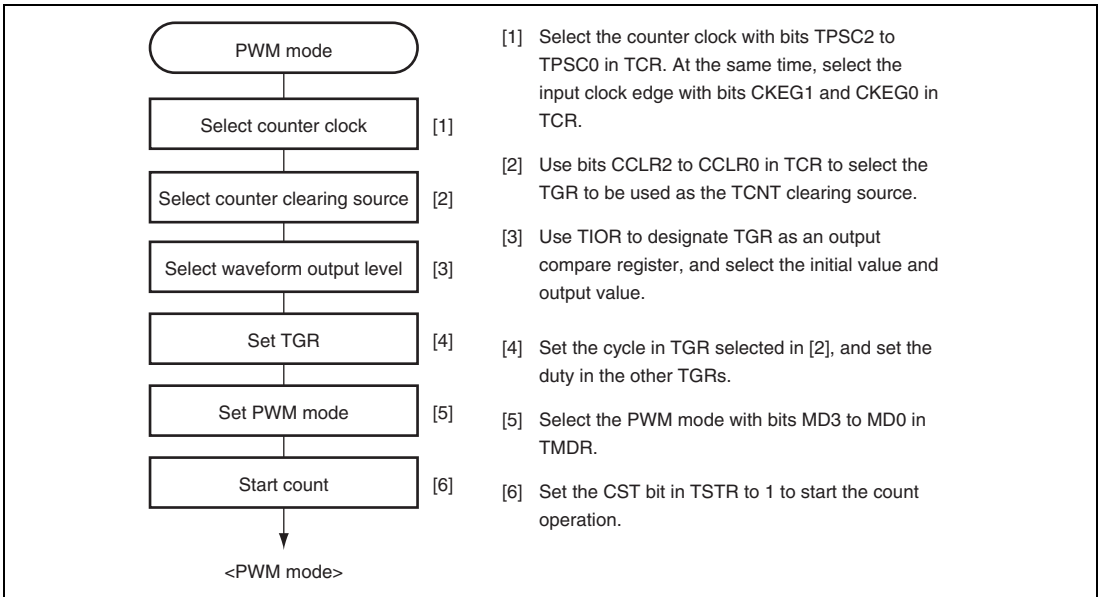 PWM mode
Select counter clock [1]
Select counter clearing source [2]
Select waveform output level [3]
Set TGR [4]
Set PWM mode [5]
Start count [6]
<PWM mode>
[1] Select the counter clock with bits TPSC2 to
TPSC0 in TCR. At the same time, select the
input clock edge with bits CKEG1 and CKEG0 in
TCR.
[2] Use bits CCLR2 to CCLR0 in TCR to select the
TGR to be used as the TCNT clearing source.
[3] Use TIOR to designate TGR as an output
compare register, and select the initial value and
output value.
[4] Set the cycle in TGR selected in [2], and set the
duty in the other TGRs.
[5] Select the PWM mode with bits MD3 to MD0 in
TMDR.
[6] Set the CST bit in TSTR to 1 to start the count
operation.